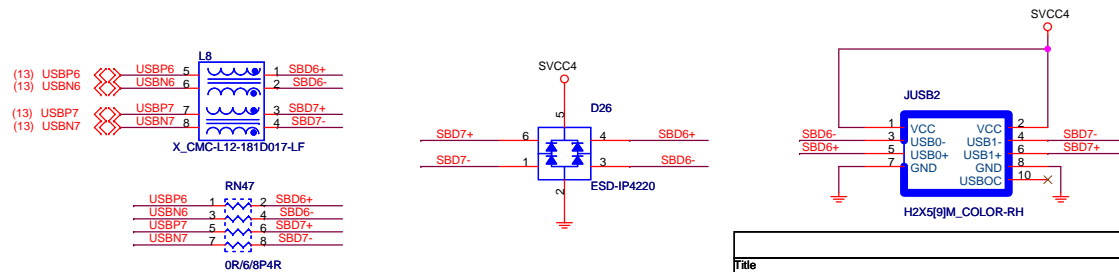 SVCC4
L8
(13) USBP6 USBP6 5 1 SBD6+
(13) USBN6 USBN6 6 2 SBD6-
(13) USBP7 USBP7 7 3 SBD7+
(13) USBN7 USBN7 8 4 SBD7-
X_CMC-L12-181D017-LF
SVCC4
D26
5
SBD7+ 6 4 SBD6+
SBD7- 1 3 SBD6-
2
ESD-IP4220
JUSB2
1 VCC VCC 2
SBD6- 3 USB0- USB1- 4 SBD7-
SBD6+ 5 USB0+ USB1+ 6 SBD7+
7 GND GND 8
USBOC 10
H2X5[9]M_COLOR-RH
RN47
USBP6 1 2 SBD6+
USBN6 3 4 SBD6-
USBP7 5 6 SBD7+
USBN7 7 8 SBD7-
0R/6/8P4R
Title